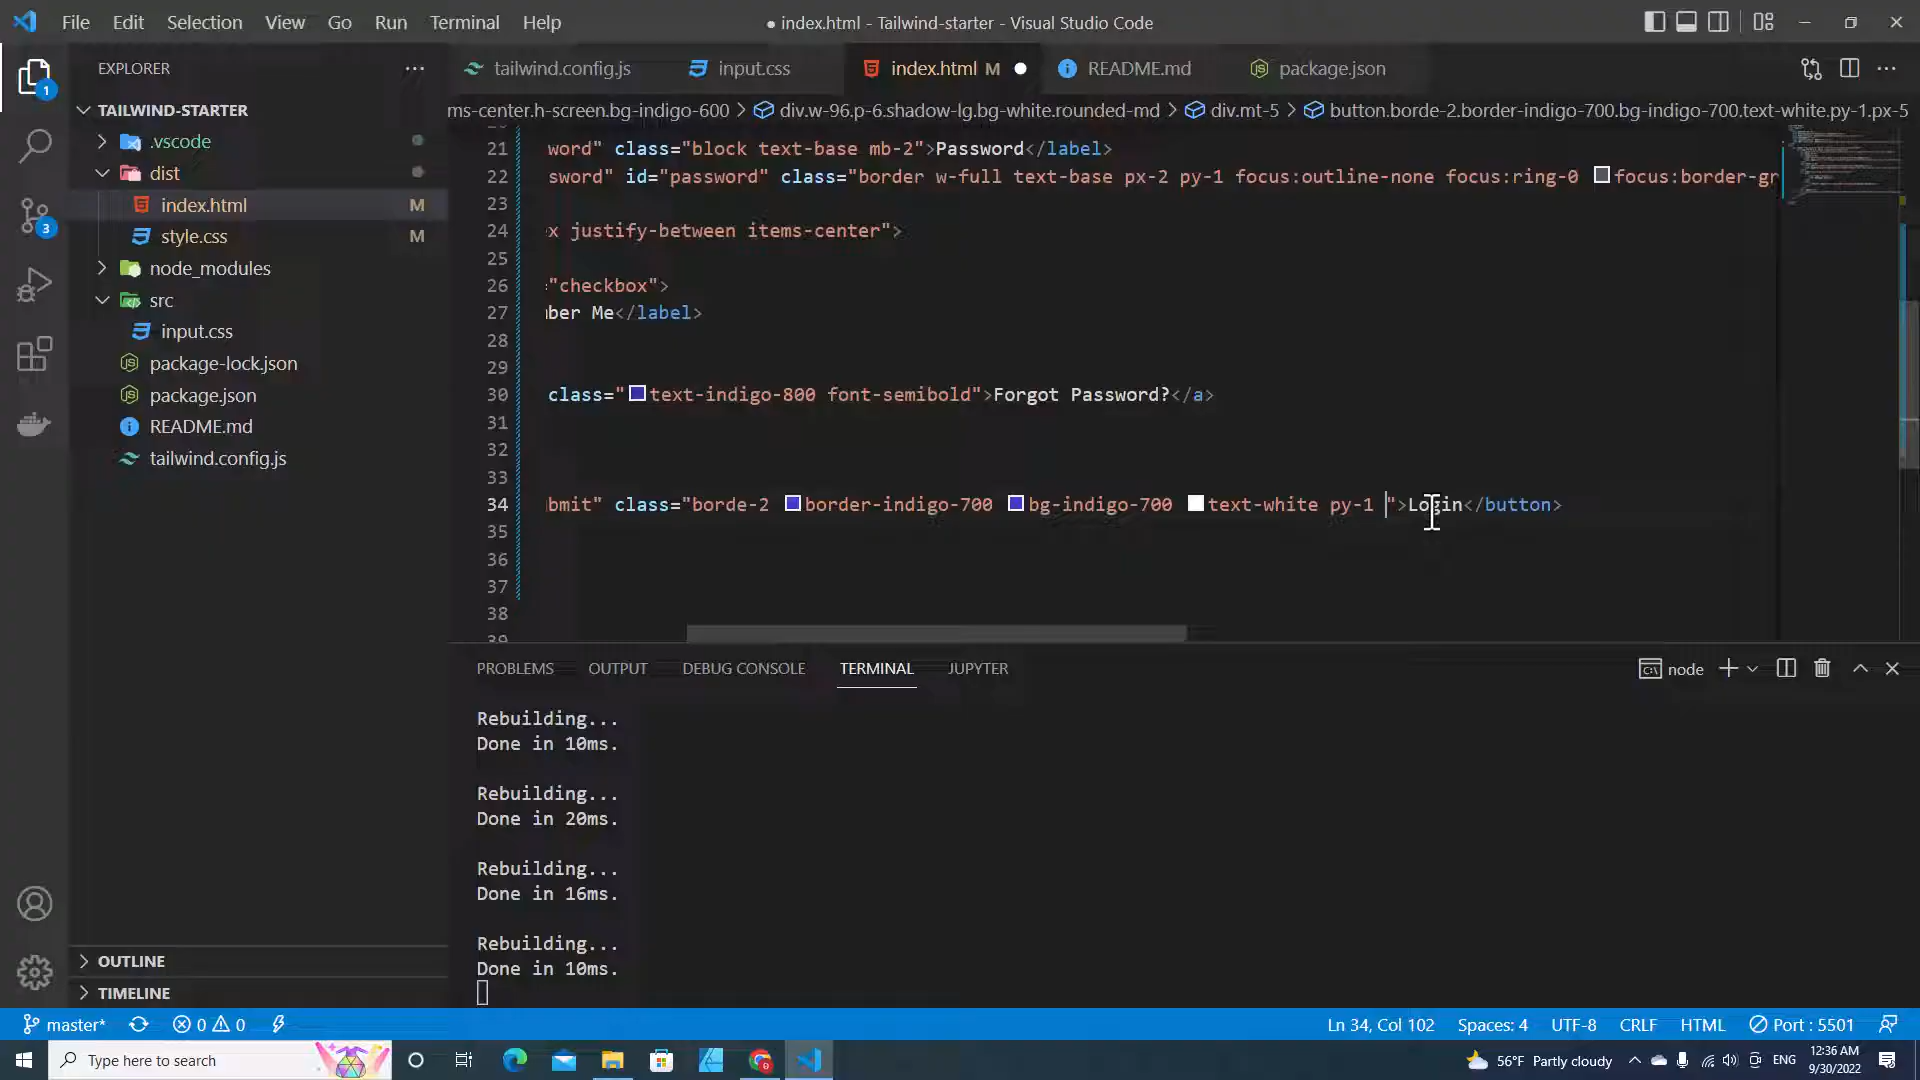 File Edit Selection View Go Run Terminal Help
● index.html - Tailwind-starter - Visual Studio Code
EXPLORER
tailwind.config.js
input.css
index.html M
README.md
package.json
TAILWIND-STARTER
ms-center.h-screen.bg-indigo-600 > div.w-96.p-6.shadow-lg.bg-white.rounded-md > div.mt-5 > button.borde-2.border-indigo-700.bg-indigo-700.text-white.py-1.px-5
.vscode
dist
index.html M
style.css M
node_modules
src
input.css
package-lock.json
package.json
README.md
tailwind.config.js
21 word" class="block text-base mb-2">Password</label>
22 sword" id="password" class="border w-full text-base px-2 py-1 focus:outline-none focus:ring-0 focus:border-gr
23
24 x justify-between items-center">
25
26 "checkbox">
27 ber Me</label>
28
29
30 class="text-indigo-800 font-semibold">Forgot Password?</a>
31
32
33
34 bmit" class="borde-2 border-indigo-700 bg-indigo-700 text-white py-1 ">Login</button>
35
36
37
38
39
PROBLEMS OUTPUT DEBUG CONSOLE TERMINAL JUPYTER
node
Rebuilding...
Done in 10ms.
Rebuilding...
Done in 20ms.
Rebuilding...
Done in 16ms.
Rebuilding...
Done in 10ms.
OUTLINE
TIMELINE
1
3
master* 0 0
Ln 34, Col 102 Spaces: 4 UTF-8 CRLF HTML Port : 5501
Type here to search
56°F Partly cloudy
ENG
12:36 AM
9/30/2022